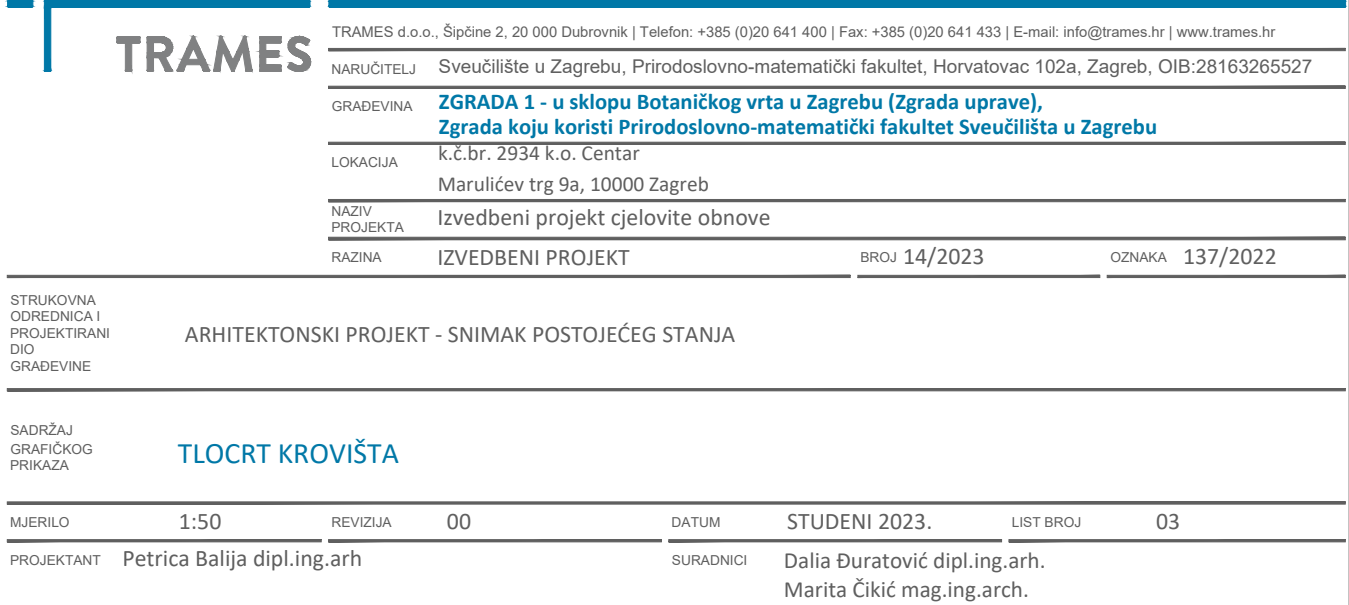 TRAMES
TRAMES d.o.o., Šipčine 2, 20 000 Dubrovnik | Telefon: +385 (0)20 641 400 | Fax: +385 (0)20 641 433 | E-mail: info@trames.hr | www.trames.hr
NARUČITELJ Sveučilište u Zagrebu, Prirodoslovno-matematički fakultet, Horvatovac 102a, Zagreb, OIB:28163265527
GRAĐEVINA ZGRADA 1 - u sklopu Botaničkog vrta u Zagrebu (Zgrada uprave),
Zgrada koju koristi Prirodoslovno-matematički fakultet Sveučilišta u Zagrebu
LOKACIJA k.č.br. 2934 k.o. Centar
Marulićev trg 9a, 10000 Zagreb
NAZIV
PROJEKTA Izvedbeni projekt cjelovite obnove
RAZINA IZVEDBENI PROJEKT BROJ 14/2023 OZNAKA 137/2022
STRUKOVNA
ODREDNICA I
PROJEKTIRANI
DIO
GRAĐEVINE
ARHITEKTONSKI PROJEKT - SNIMAK POSTOJEĆEG STANJA
SADRŽAJ
GRAFIČKOG
PRIKAZA
TLOCRT KROVIŠTA
MJERILO 1:50 REVIZIJA 00 DATUM STUDENI 2023. LIST BROJ 03
PROJEKTANT Petrica Balija dipl.ing.arh SURADNICI Dalia Đuratović dipl.ing.arh.
Marita Čikić mag.ing.arch.